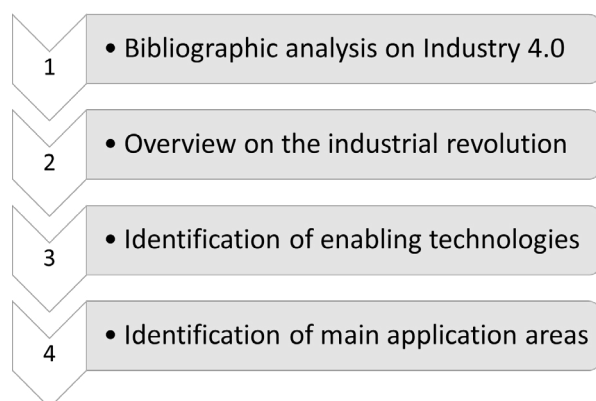 1
• Bibliographic analysis on Industry 4.0
2
• Overview on the industrial revolution
3
• Identification of enabling technologies
4
• Identification of main application areas